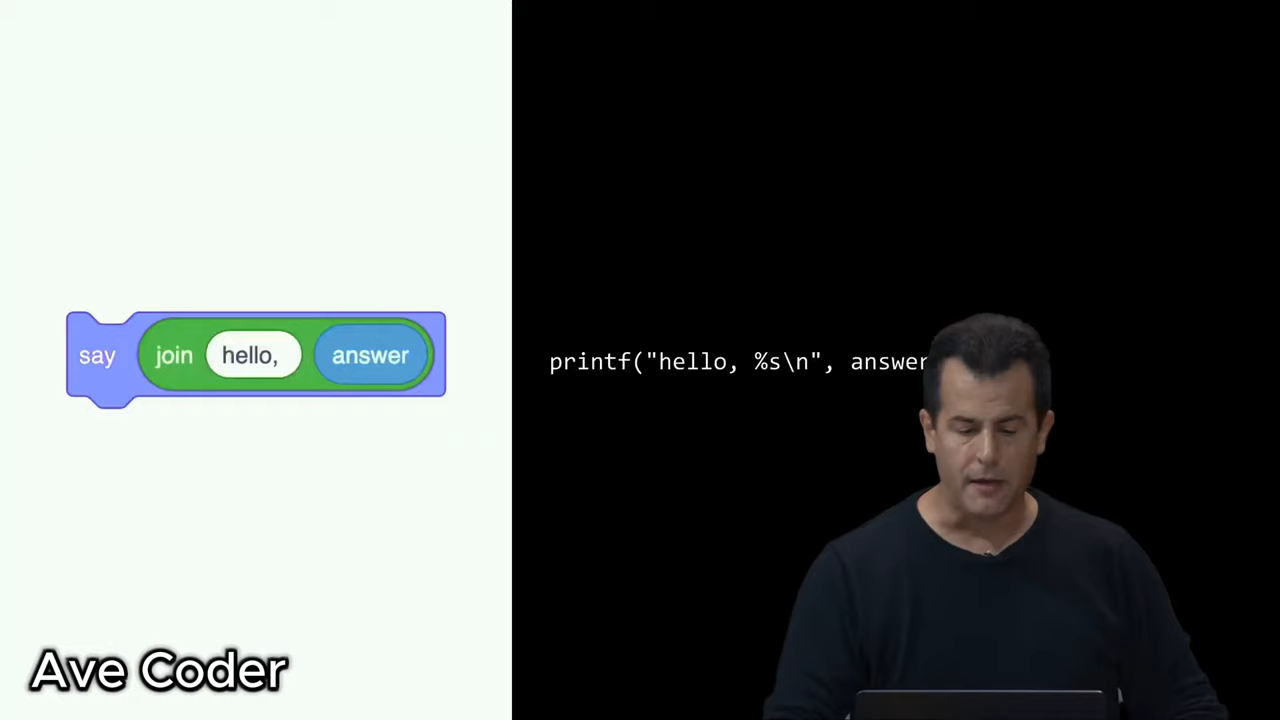 say join hello, answer
printf("hello, %s\n", answer
Ave Coder